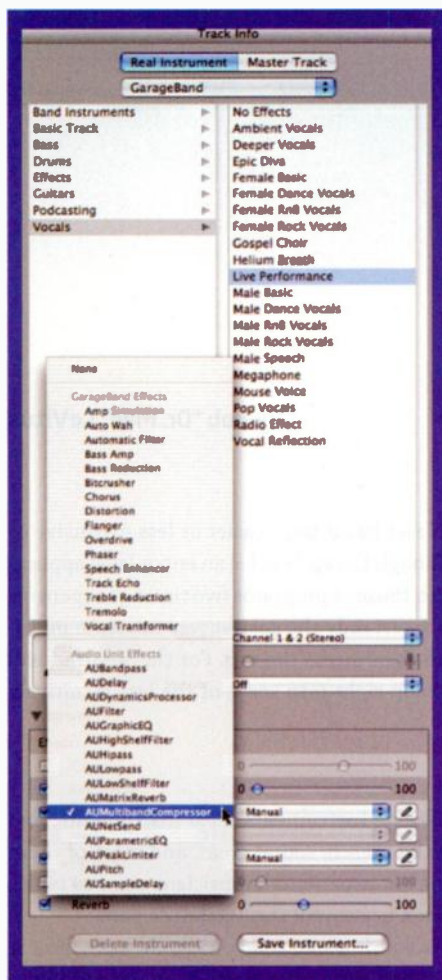 Track Info
Real Instrument Master Track
GarageBand
Band Instruments
Basic Track
Bass
Drums
Effects
Guitars
Podcasting
Vocals
No Effects
Ambient Vocals
Deeper Vocals
Epic Diva
Female Basic
Female Dance Vocals
Female RnB Vocals
Female Rock Vocals
Gospel Choir
Helium Breath
Live Performance
Male Basic
Male Dance Vocals
Male RnB Vocals
Male Rock Vocals
Male Speech
Megaphone
Mouse Voice
Pop Vocals
Radio Effect
Vocal Reflection
None
GarageBand Effects
Amp Simulation
Auto Wah
Automatic Filter
Bass Amp
Bass Reduction
Bitcrusher
Chorus
Distortion
Flanger
Overdrive
Phaser
Speech Enhancer
Track Echo
Treble Reduction
Tremolo
Vocal Transformer
Audio Unit Effects
AUBandpass
AUDelay
AUDynamicsProcessor
AUFilter
AUGraphicEQ
AUHighShelfFilter
AUHipass
AULowpass
AULowShelfFilter
AUMatrixReverb
✓ AUMultibandCompressor
AUNetSend
AUParametricEQ
AUPeakLimiter
AUPitch
AUSampleDelay
Channel 1 & 2 (Stereo)
Off
0 100
0 100
Manual
Manual
0 100
Reverb 0 100
Delete Instrument Save Instrument...